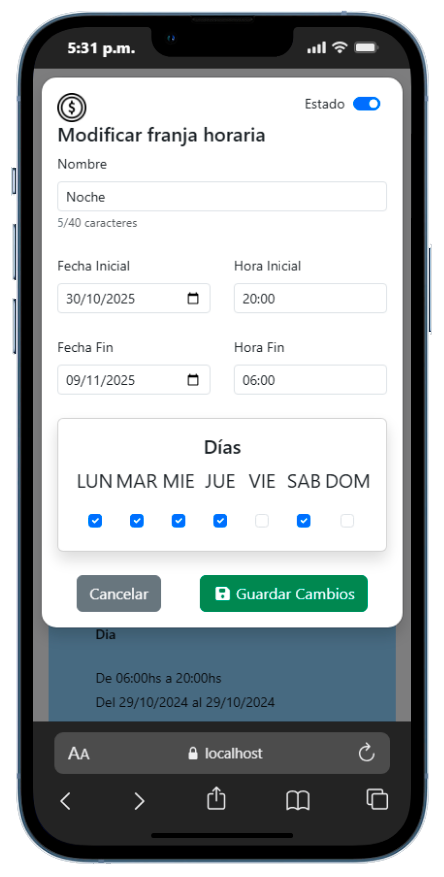 5:31 p.m.
Estado
Modificar franja horaria
Nombre
Noche
5/40 caracteres
Fecha Inicial Hora Inicial
30/10/2025 20:00
Fecha Fin Hora Fin
09/11/2025 06:00
Días
LUN MAR MIE JUE VIE SAB DOM
Cancelar Guardar Cambios
Dia
De 06:00hs a 20:00hs
Del 29/10/2024 al 29/10/2024
AA localhost